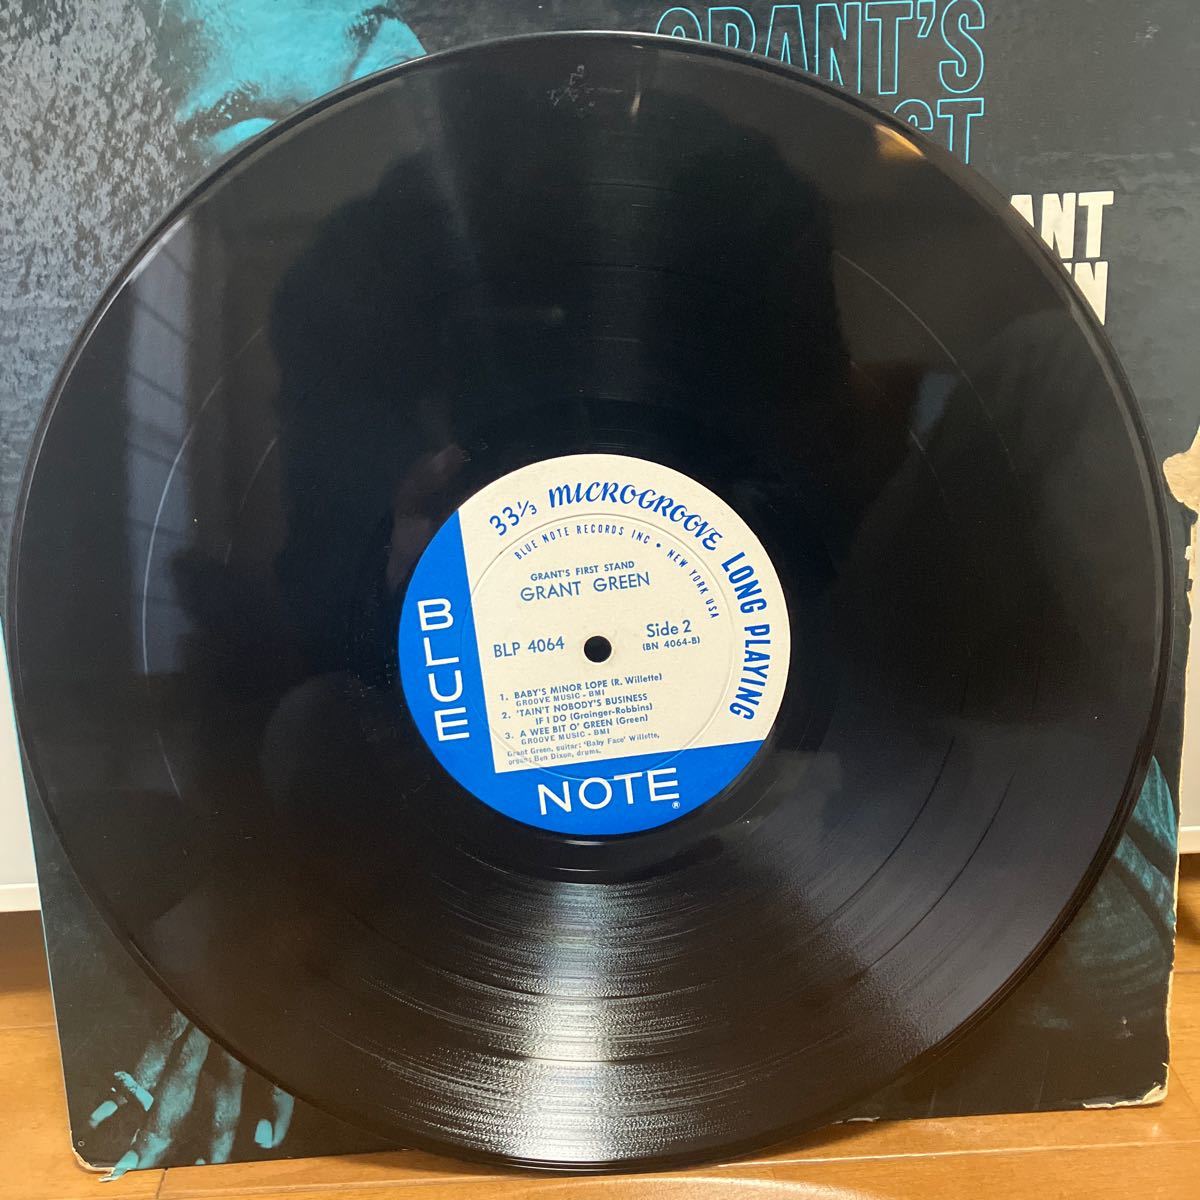 GRANT'S
ANT
33⅓ MICROGROOVE LONG PLAYING
BLUE NOTE RECORDS INC • NEW YORK USA
GRANT'S FIRST STAND
GRANT GREEN
BLP 4064
Side 2
(BN 4064-B)
1. BABY'S MINOR LOPE (R. Willette)
GROOVE MUSIC - BMI
2. 'TAIN'T NOBODY'S BUSINESS
IF I DO (Grainger-Robbins)
3. A WEE BIT O' GREEN (Green)
GROOVE MUSIC - BMI
Grant Green, guitar; 'Baby Face' Willette,
organ; Ben Dixon, drums.
BLUE
NOTE
®